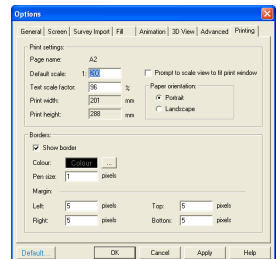 Options
General Screen Survey Import Fill Animation 3D View Advanced Printing
Print settings:
Page name: A2
Default scale: 1: 200 Prompt to scale view to fit print window
Text scale factor: 96 % Paper orientation:
Print width: 201 mm Portrait
Print height: 288 mm Landscape
Borders:
Show border
Colour: Colour ...
Pen size: 1 pixels
Margin:
Left: 5 pixels Top: 5 pixels
Right: 5 pixels Bottom: 5 pixels
Default... OK Cancel Apply Help